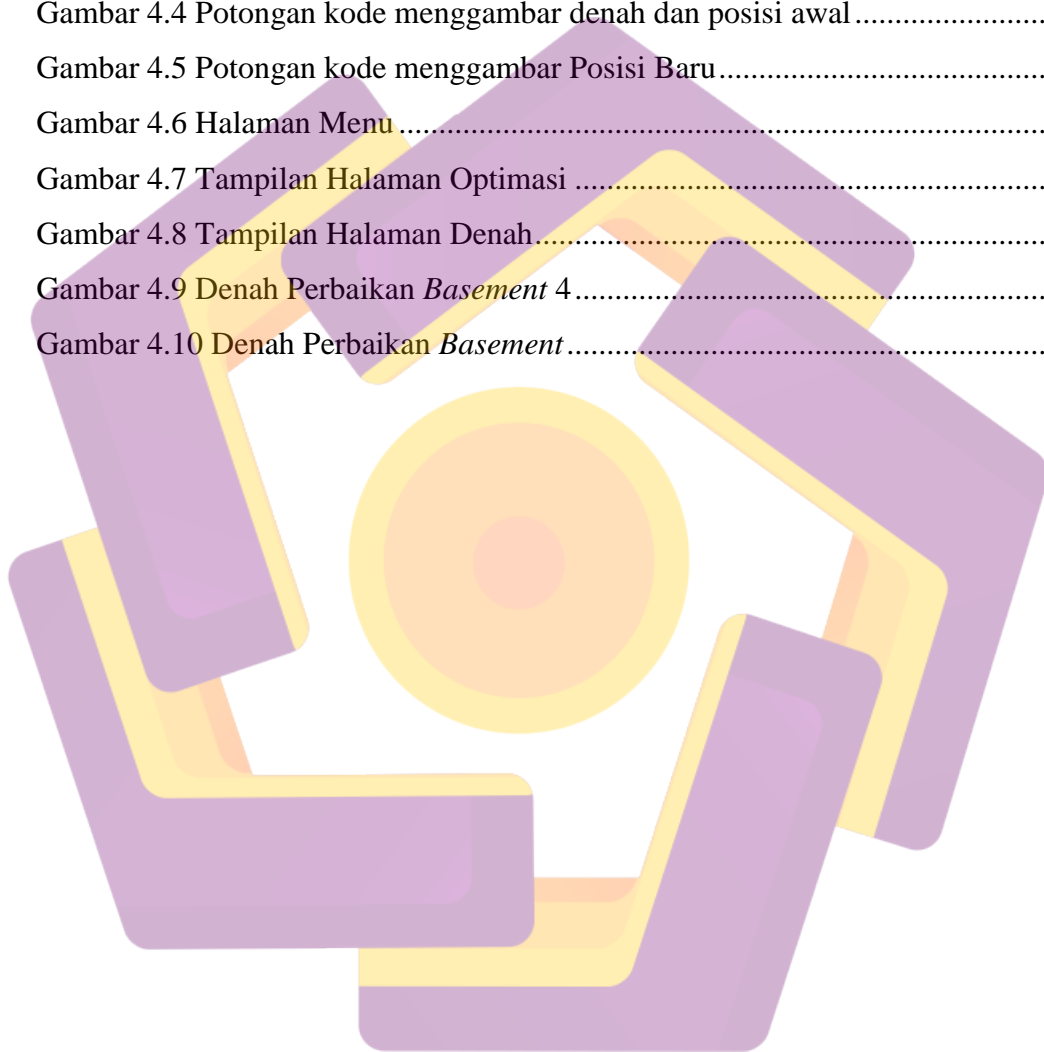 Gambar 4.4 Potongan kode menggambar denah dan posisi awal............................
Gambar 4.5 Potongan kode menggambar Posisi Baru.............................................
Gambar 4.6 Halaman Menu.....................................................................................
Gambar 4.7 Tampilan Halaman Optimasi ..............................................................
Gambar 4.8 Tampilan Halaman Denah...................................................................
Gambar 4.9 Denah Perbaikan Basement 4..............................................................
Gambar 4.10 Denah Perbaikan Basement...............................................................